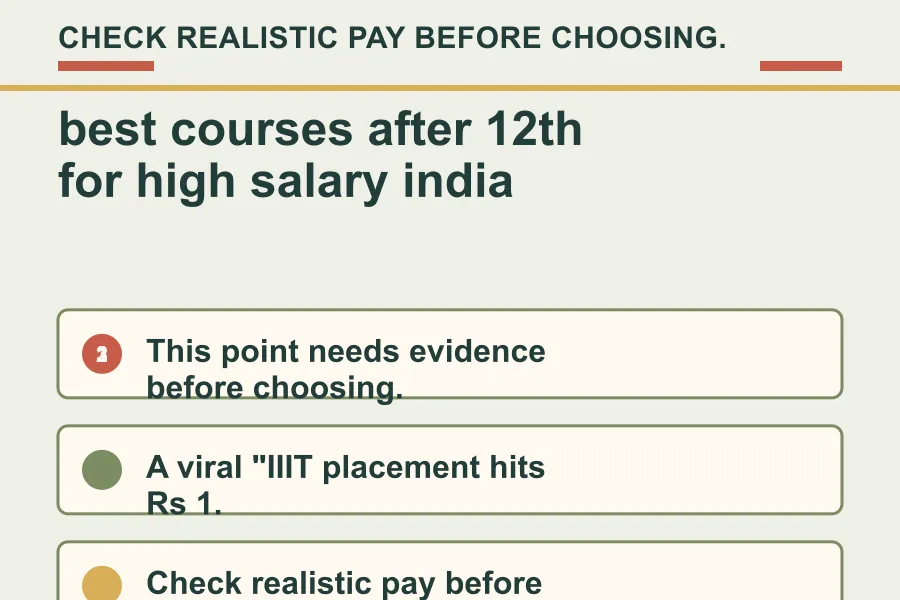 CHECK REALISTIC PAY BEFORE CHOOSING.
best courses after 12th
for high salary india
This point needs evidence
before choosing.
A viral "IIIT placement hits
Rs 1.
Check realistic pay before